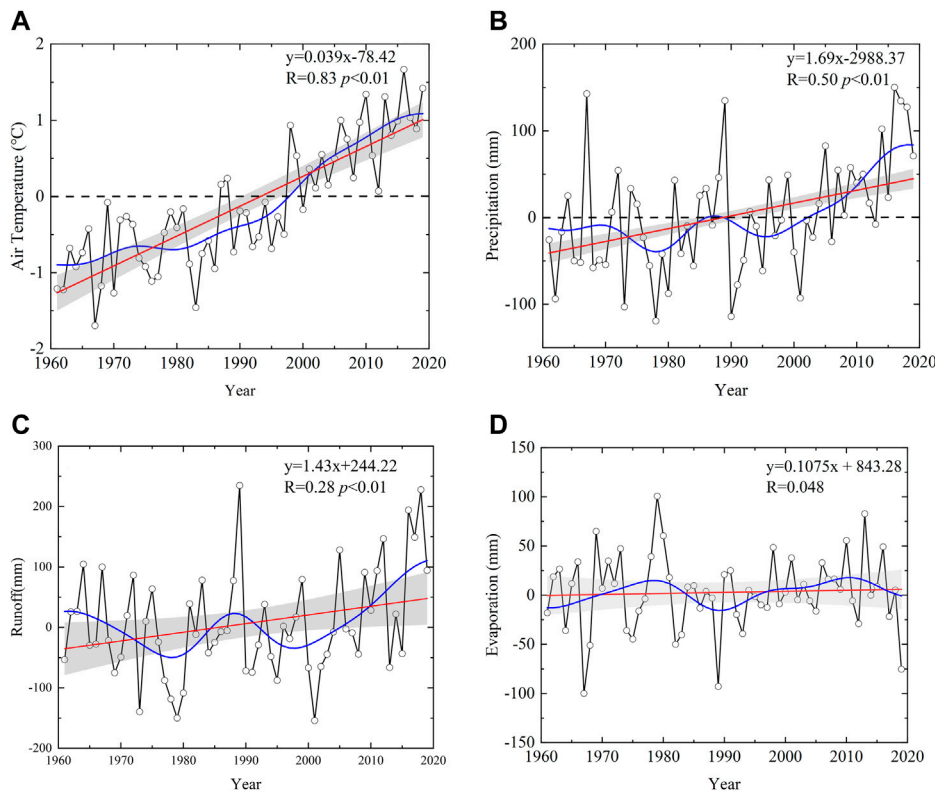 A
y=0.039x-78.42
R=0.83 p<0.01
Air Temperature (℃)
2
1
0
-1
-2
1960 1970 1980 1990 2000 2010 2020
Year
B
y=1.69x-2988.37
R=0.50 p<0.01
Precipitation (mm)
200
100
0
-100
1960 1970 1980 1990 2000 2010 2020
Year
C
y=1.43x+244.22
R=0.28 p<0.01
Runoff(mm)
300
200
100
0
-100
-200
1960 1970 1980 1990 2000 2010 2020
Year
D
y=0.1075x + 843.28
R=0.048
Evaporation (mm)
150
100
50
0
-50
-100
-150
1960 1970 1980 1990 2000 2010 2020
Year